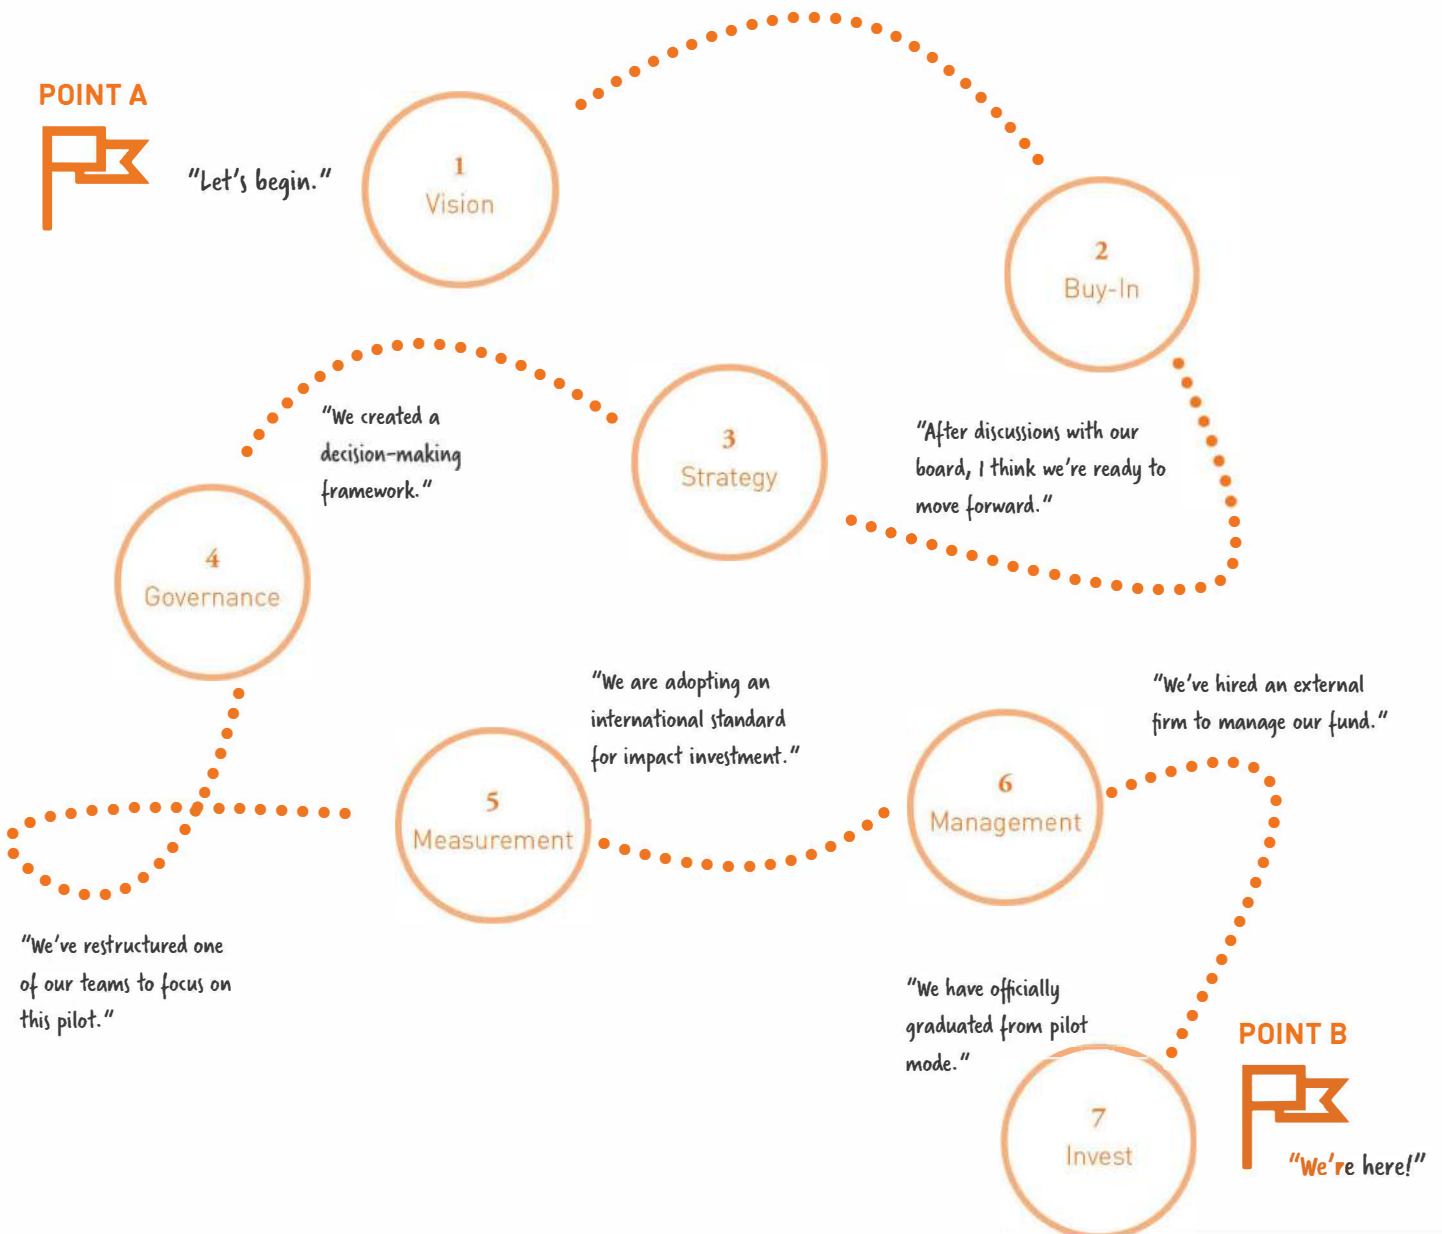 POINT A
"Let's begin."
1
Vision
2
Buy-In
"After discussions with our
board, I think we're ready to
move forward."
3
Strategy
"We created a
decision-making
framework."
4
Governance
"We've restructured one
of our teams to focus on
this pilot."
5
Measurement
"We are adopting an
international standard
for impact investment."
6
Management
"We've hired an external
firm to manage our fund."
"We have officially
graduated from pilot
mode."
7
Invest
POINT B
"We're here!"